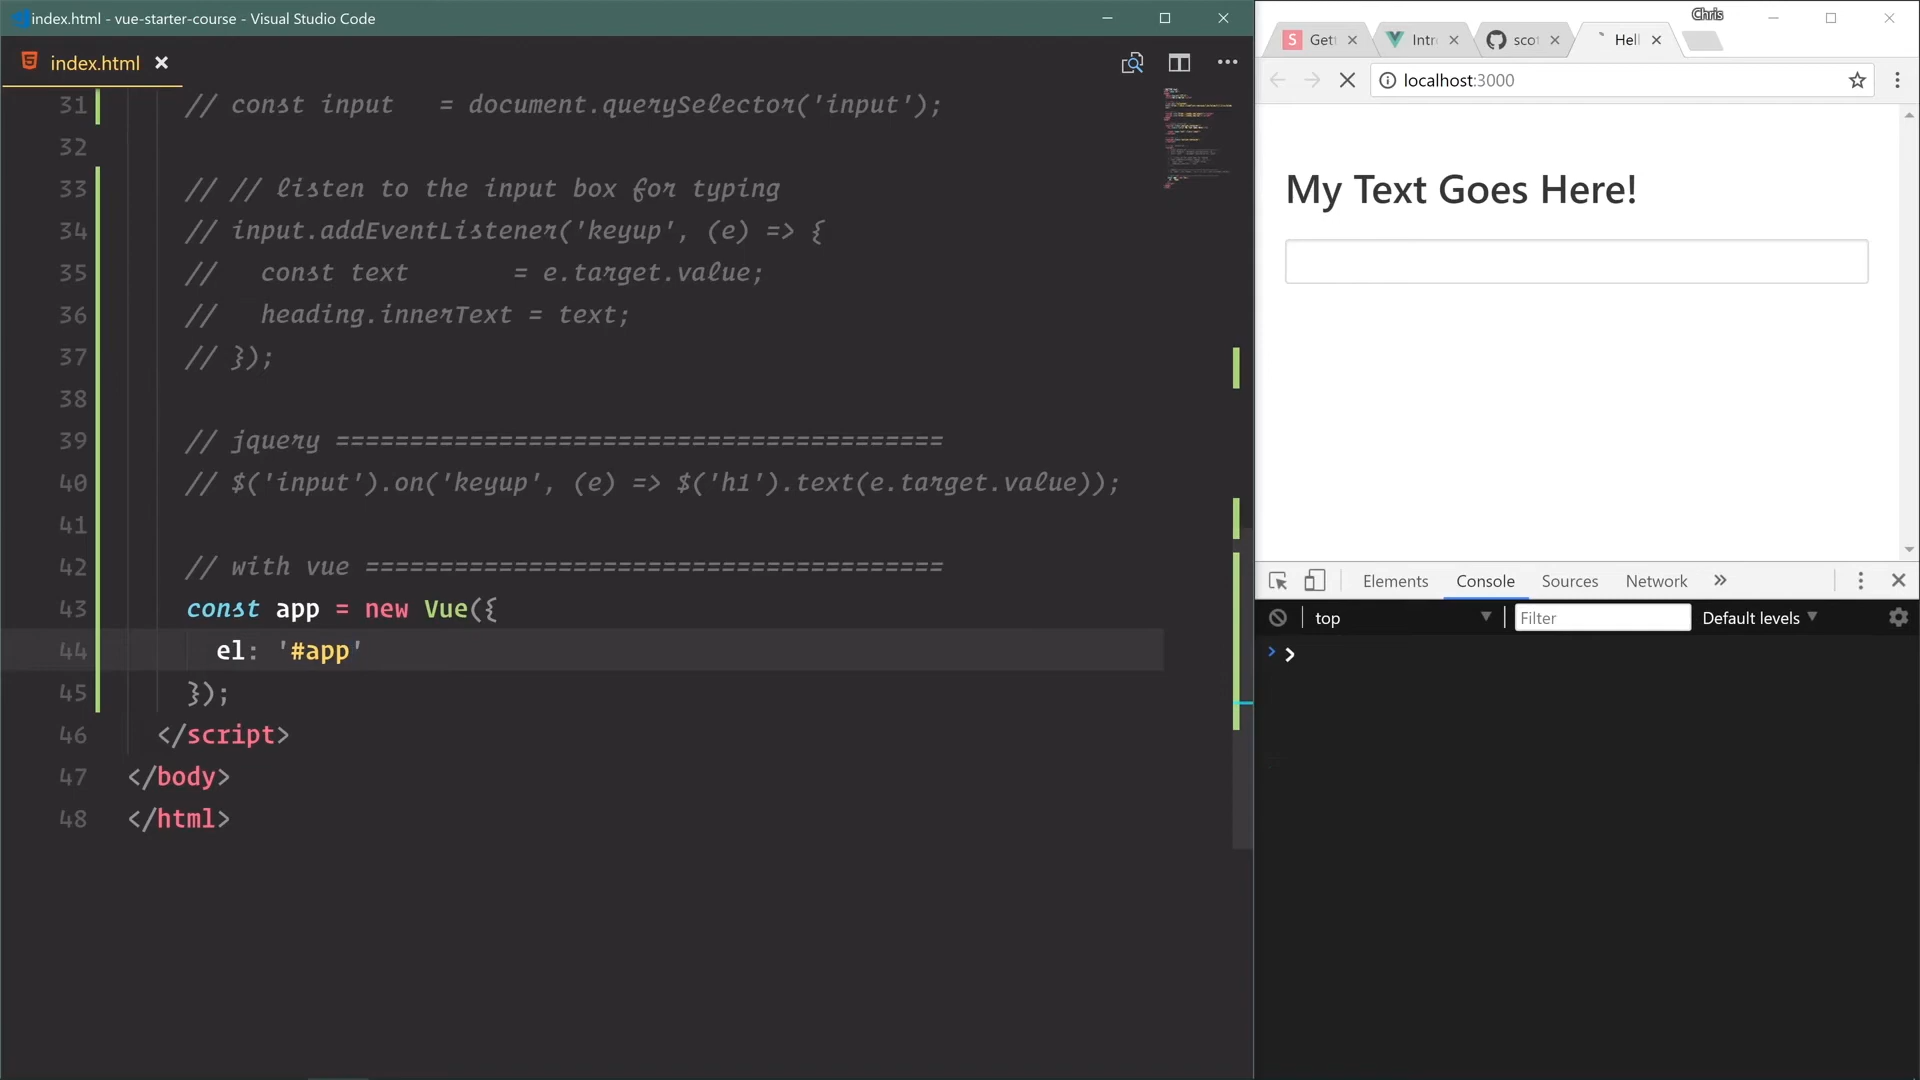 index.html - vue-starter-course - Visual Studio Code
index.html
31 // const input   = document.querySelector('input');
32
33 // // listen to the input box for typing
34 // input.addEventListener('keyup', (e) => {
35 //   const text       = e.target.value;
36 //   heading.innerText = text;
37 // });
38
39 // jquery =========================================
40 // $('input').on('keyup', (e) => $('h1').text(e.target.value));
41
42 // with vue =======================================
43 const app = new Vue({
44   el: '#app'
45 });
46 </script>
47 </body>
48 </html>
Chris
S Gett Intr scot Hell
localhost:3000
My Text Goes Here!
Elements Console Sources Network »
top Filter Default levels